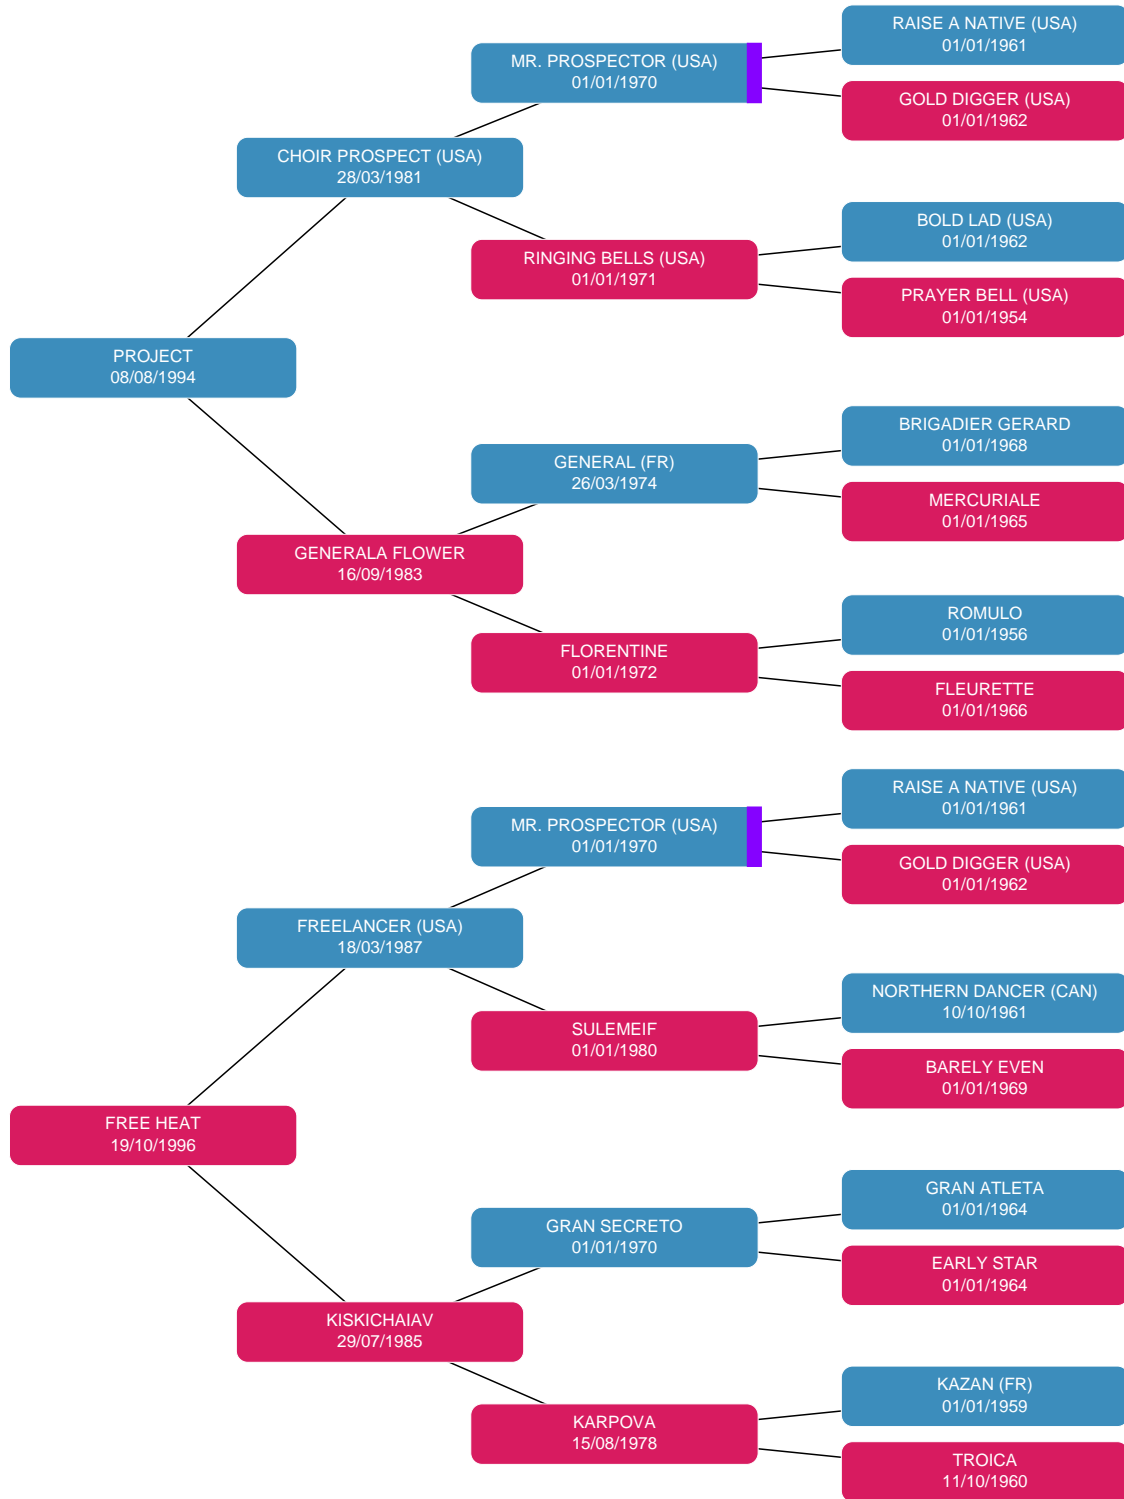 RAISE A NATIVE (USA)
01/01/1961
MR. PROSPECTOR (USA)
01/01/1970
GOLD DIGGER (USA)
01/01/1962
CHOIR PROSPECT (USA)
28/03/1981
BOLD LAD (USA)
01/01/1962
RINGING BELLS (USA)
01/01/1971
PRAYER BELL (USA)
01/01/1954
PROJECT
08/08/1994
BRIGADIER GERARD
01/01/1968
GENERAL (FR)
26/03/1974
MERCURIALE
01/01/1965
GENERALA FLOWER
16/09/1983
ROMULO
01/01/1956
FLORENTINE
01/01/1972
FLEURETTE
01/01/1966
RAISE A NATIVE (USA)
01/01/1961
MR. PROSPECTOR (USA)
01/01/1970
GOLD DIGGER (USA)
01/01/1962
FREELANCER (USA)
18/03/1987
NORTHERN DANCER (CAN)
10/10/1961
SULEMEIF
01/01/1980
BARELY EVEN
01/01/1969
FREE HEAT
19/10/1996
GRAN ATLETA
01/01/1964
GRAN SECRETO
01/01/1970
EARLY STAR
01/01/1964
KISKICHAIAV
29/07/1985
KAZAN (FR)
01/01/1959
KARPOVA
15/08/1978
TROICA
11/10/1960